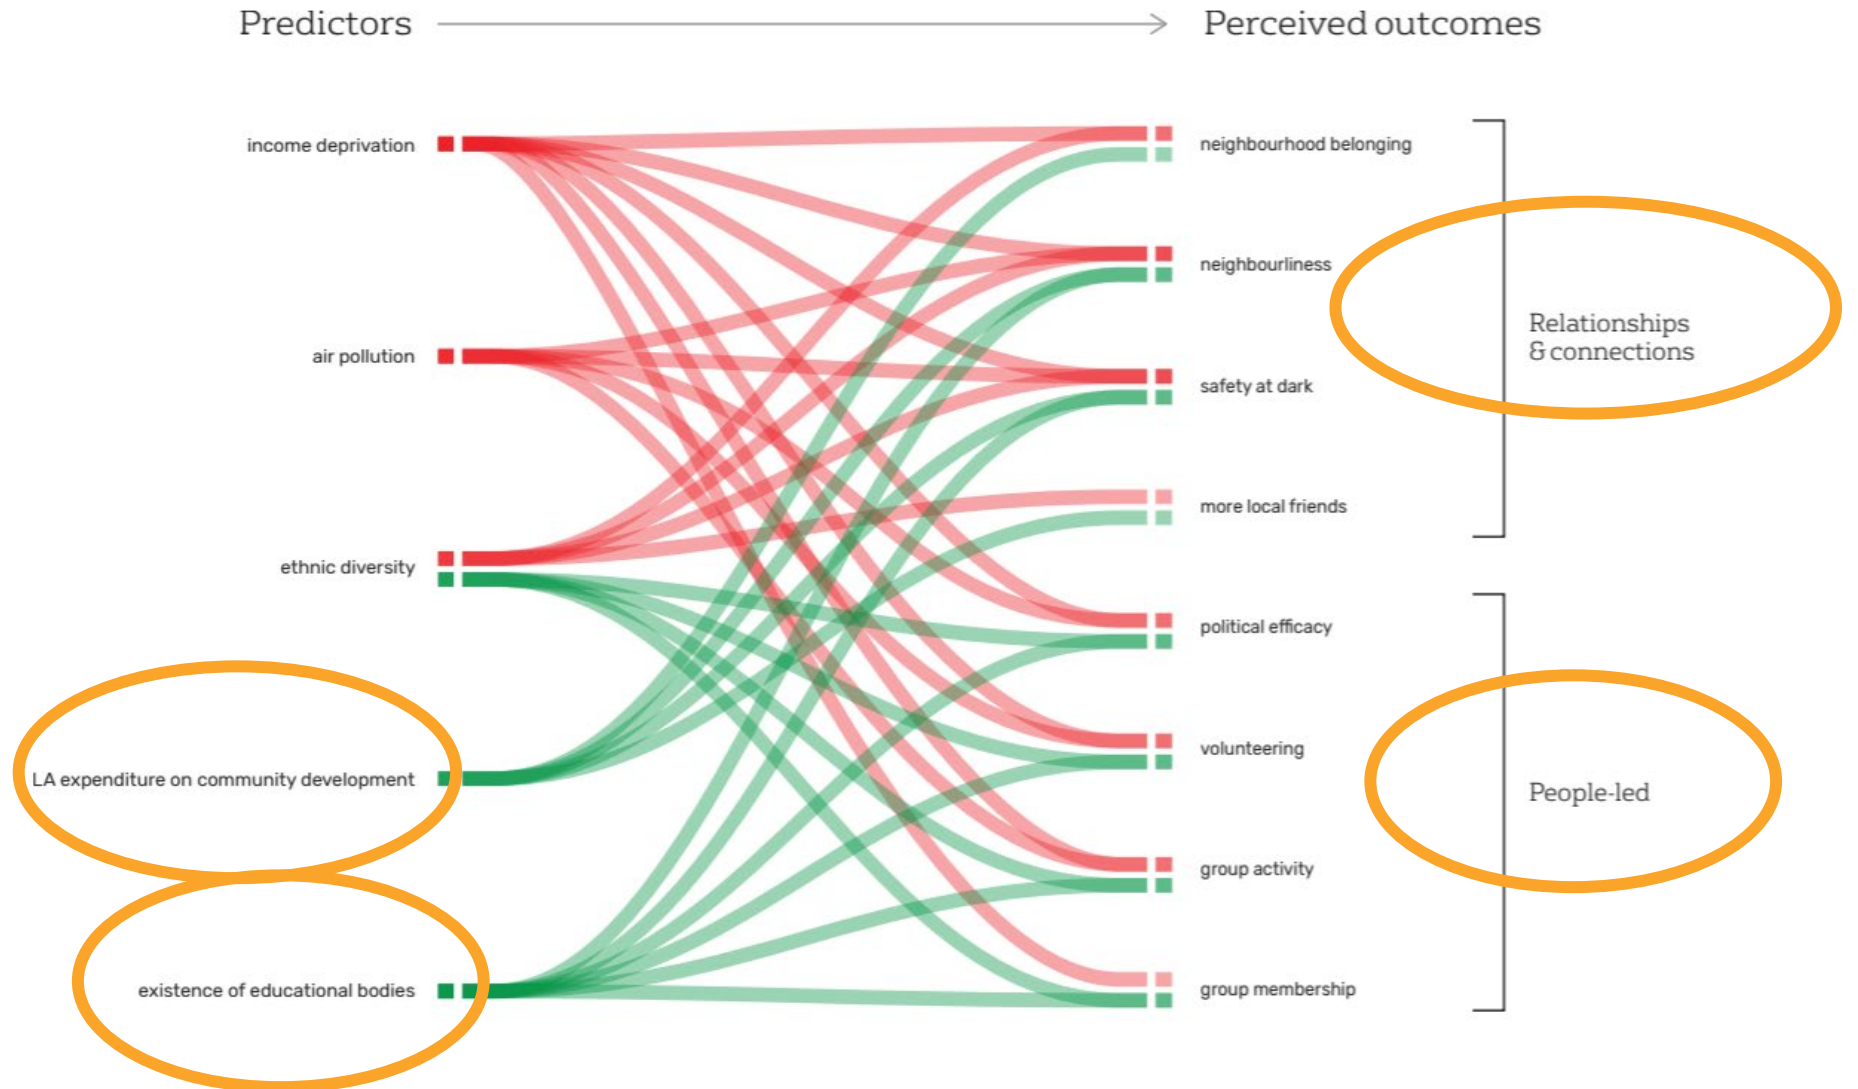 Predictors
Perceived outcomes
income deprivation
air pollution
ethnic diversity
LA expenditure on community development
existence of educational bodies
neighbourhood belonging
neighbourliness
safety at dark
more local friends
political efficacy
volunteering
group activity
group membership
Relationships
& connections
People-led